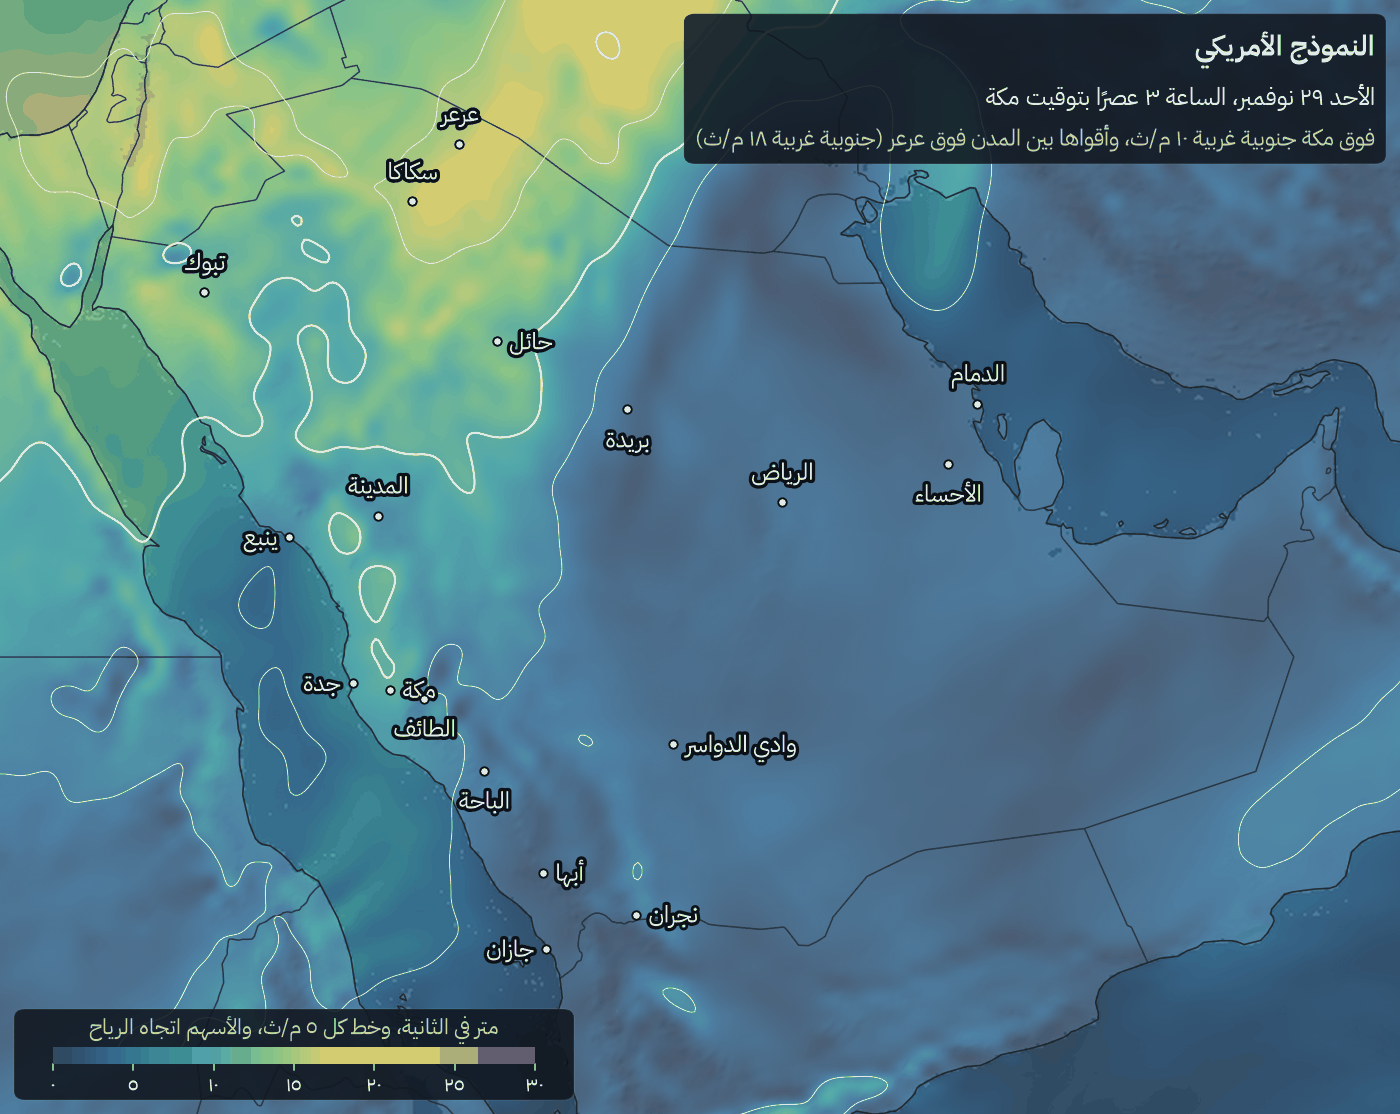 النموذج الأمريكي
الأحد ٢٩ نوفمبر، الساعة ٣ عصرًا بتوقيت مكة
فوق مكة جنوبية غربية ١٠ م/ث، وأقواها بين المدن فوق عرعر (جنوبية غربية ١٨ م/ث)
عرعر
سكاكا
تبوك
حائل
الدمام
بريدة
الرياض
الأحساء
المدينة
ينبع
جدة
مكة
الطائف
وادي الدواسر
الباحة
أبها
نجران
جازان
متر في الثانية، وخط كل ٥ م/ث، والأسهم اتجاه الرياح
٠ ٥ ١٠ ١٥ ٢٠ ٢٥ ٣٠